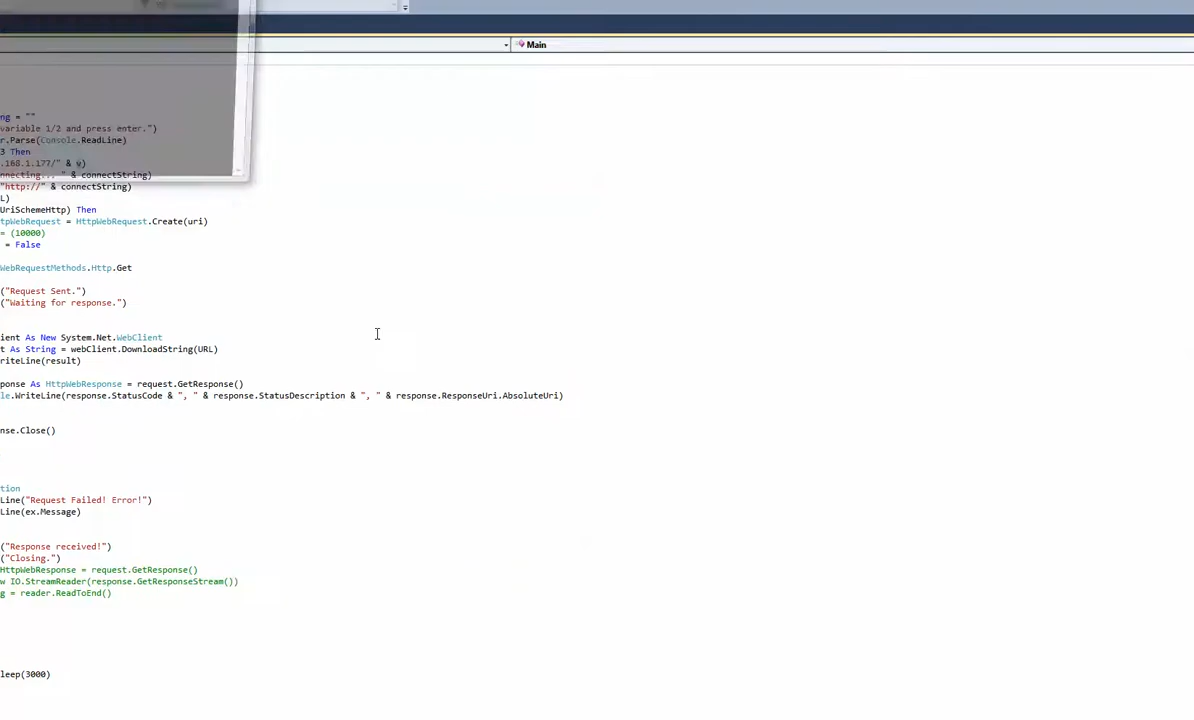 Main
ng = ""
variable 1/2 and press enter.")
r.Parse(Console.ReadLine)
3 Then
.168.1.177/" & v)
nnecting... " & connectString)
"http://" & connectString)
L)
UriSchemeHttp) Then
tpWebRequest = HttpWebRequest.Create(uri)
= (10000)
= False
WebRequestMethods.Http.Get
("Request Sent.")
("Waiting for response.")
ient As New System.Net.WebClient
t As String = webClient.DownloadString(URL)
riteLine(result)
ponse As HttpWebResponse = request.GetResponse()
le.WriteLine(response.StatusCode & ", " & response.StatusDescription & ", " & response.ResponseUri.AbsoluteUri)
nse.Close()
tion
Line("Request Failed! Error!")
Line(ex.Message)
("Response received!")
("Closing.")
HttpWebResponse = request.GetResponse()
w IO.StreamReader(response.GetResponseStream())
g = reader.ReadToEnd()
leep(3000)